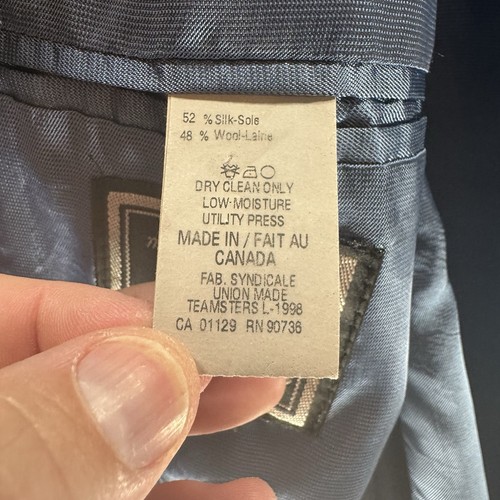 52 % Silk-Soie
48 % Wool-Laine
DRY CLEAN ONLY
LOW-MOISTURE
UTILITY PRESS
MADE IN / FAIT AU
CANADA
FAB. SYNDICALE
UNION MADE
TEAMSTERS L-1998
CA 01129 RN 90736